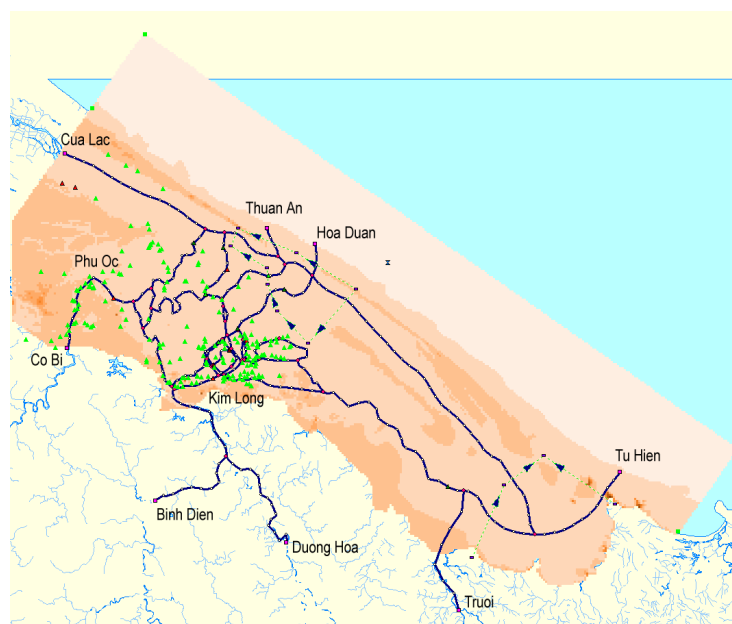 Cua Lac
Thuan An
Hoa Duan
Phu Oc
Co Bi
Kim Long
Tu Hien
Binh Dien
Duong Hoa
Truoi